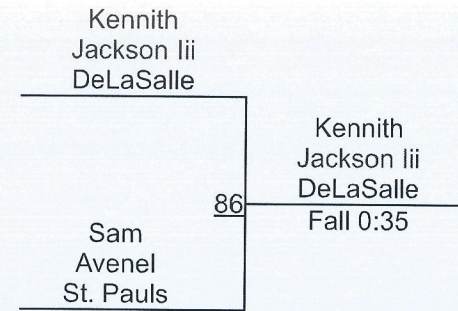 Kennith
Jackson Iii
DeLaSalle
Kennith
Jackson Iii
DeLaSalle
86
Fall 0:35
Sam
Avenel
St. Pauls